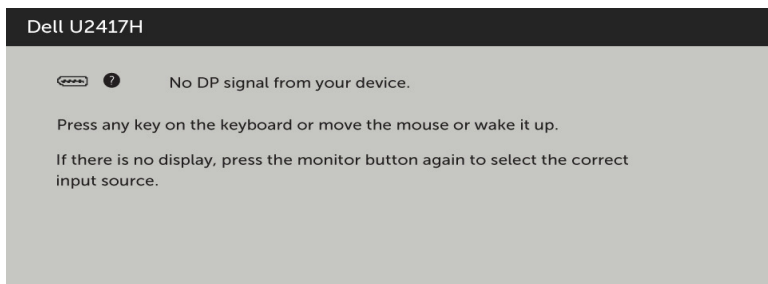 Dell U2417H
? No DP signal from your device.
Press any key on the keyboard or move the mouse or wake it up.
If there is no display, press the monitor button again to select the correct
input source.